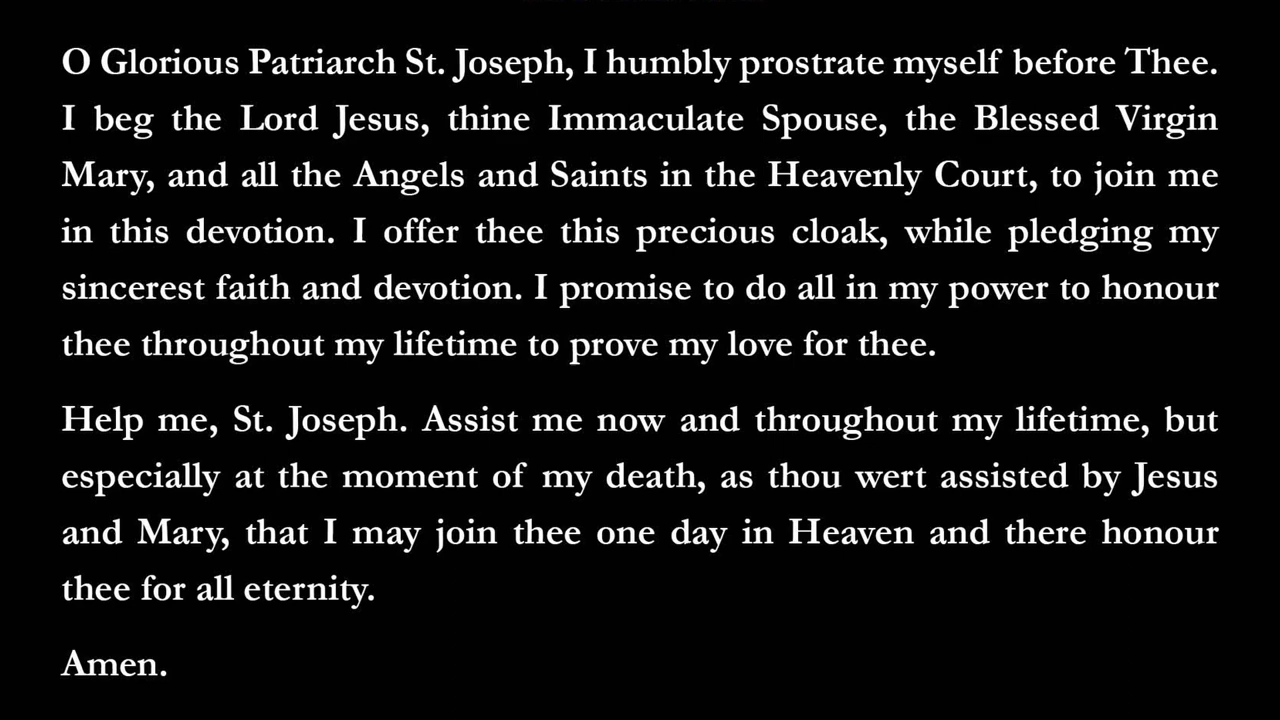 O Glorious Patriarch St. Joseph, I humbly prostrate myself before Thee.
I beg the Lord Jesus, thine Immaculate Spouse, the Blessed Virgin
Mary, and all the Angels and Saints in the Heavenly Court, to join me
in this devotion. I offer thee this precious cloak, while pledging my
sincerest faith and devotion. I promise to do all in my power to honour
thee throughout my lifetime to prove my love for thee.
Help me, St. Joseph. Assist me now and throughout my lifetime, but
especially at the moment of my death, as thou wert assisted by Jesus
and Mary, that I may join thee one day in Heaven and there honour
thee for all eternity.
Amen.